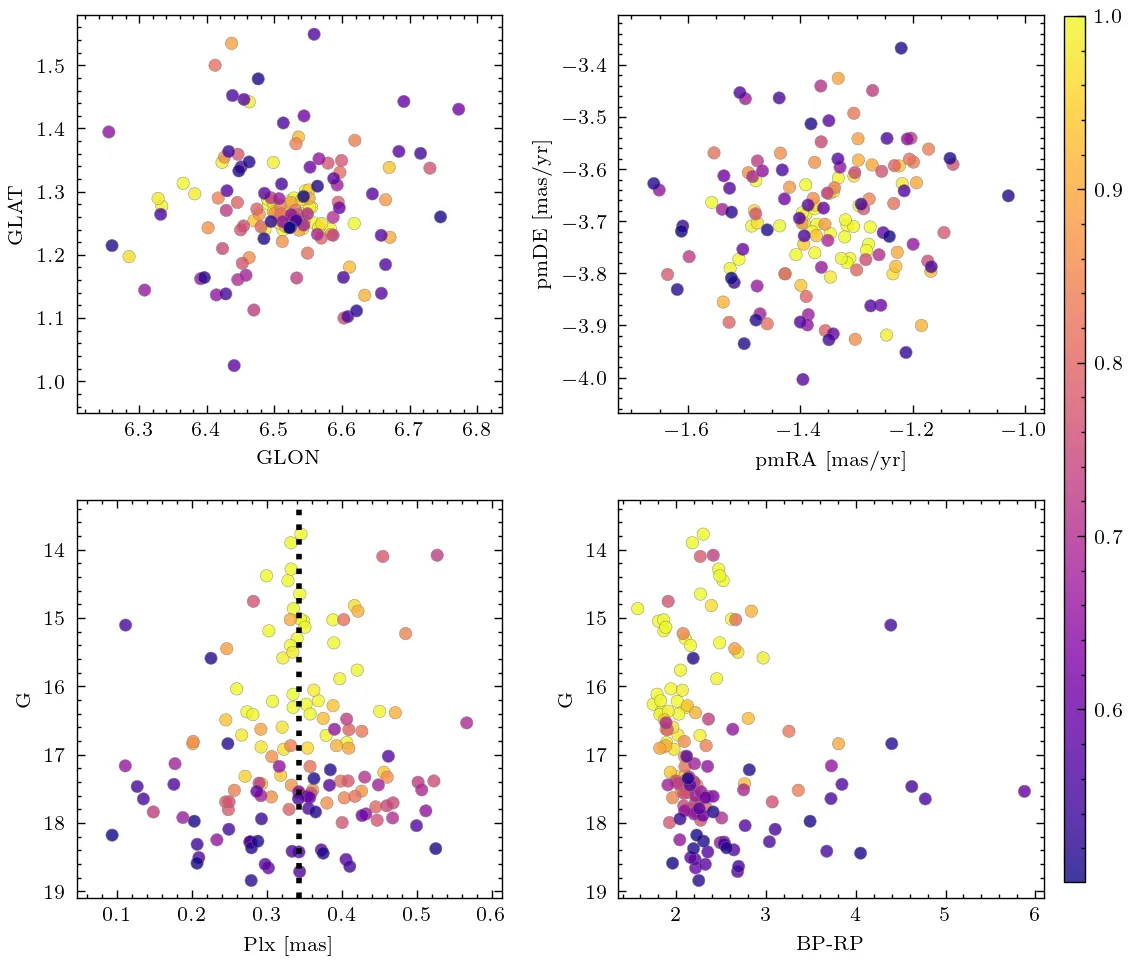 1.5
1.4
1.3
1.2
1.1
1.0
GLAT
6.3 6.4 6.5 6.6 6.7 6.8
GLON
−3.4
−3.5
−3.6
−3.7
−3.8
−3.9
−4.0
pmDE [mas/yr]
−1.6 −1.4 −1.2 −1.0
pmRA [mas/yr]
14
15
16
17
18
19
G
0.1 0.2 0.3 0.4 0.5 0.6
Plx [mas]
14
15
16
17
18
19
G
2 3 4 5 6
BP-RP
1.0
0.9
0.8
0.7
0.6